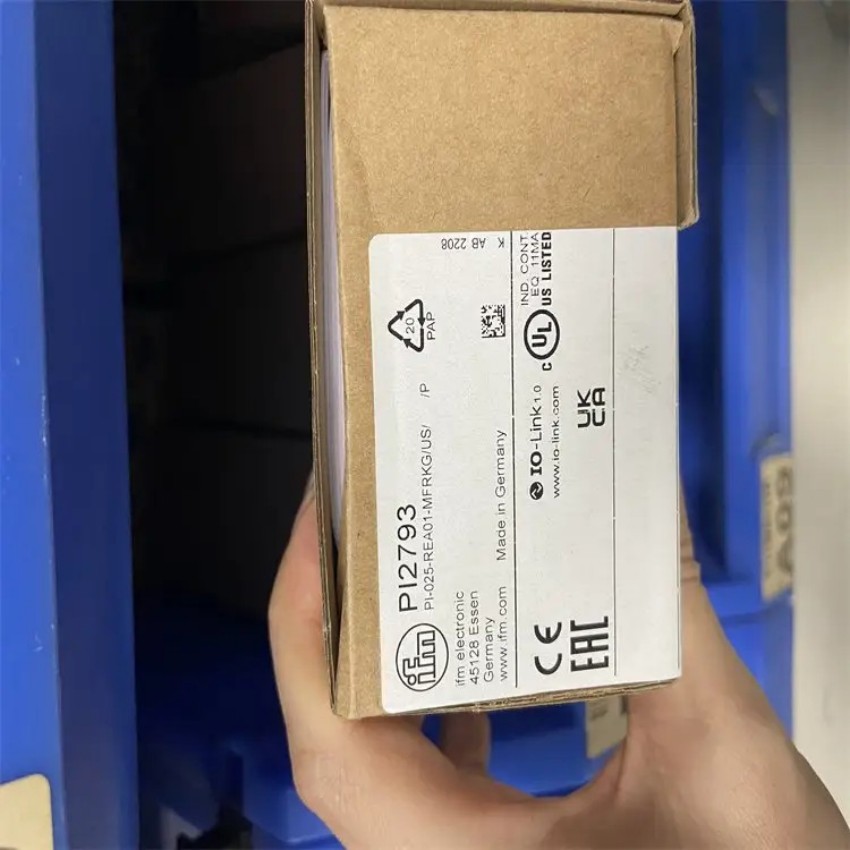 ifm
PI2793
PI-025-REA01-MFRKG/US/ /P
20
PAP
ifm electronic
45128 Essen
Germany
www.ifm.com
Made in Germany
K AB 2208
CE
EAC
IO-Link 1.0
www.io-link.com
UK
CA
C UL US LISTED
IND. CONT.
EQ. 11MA
A09